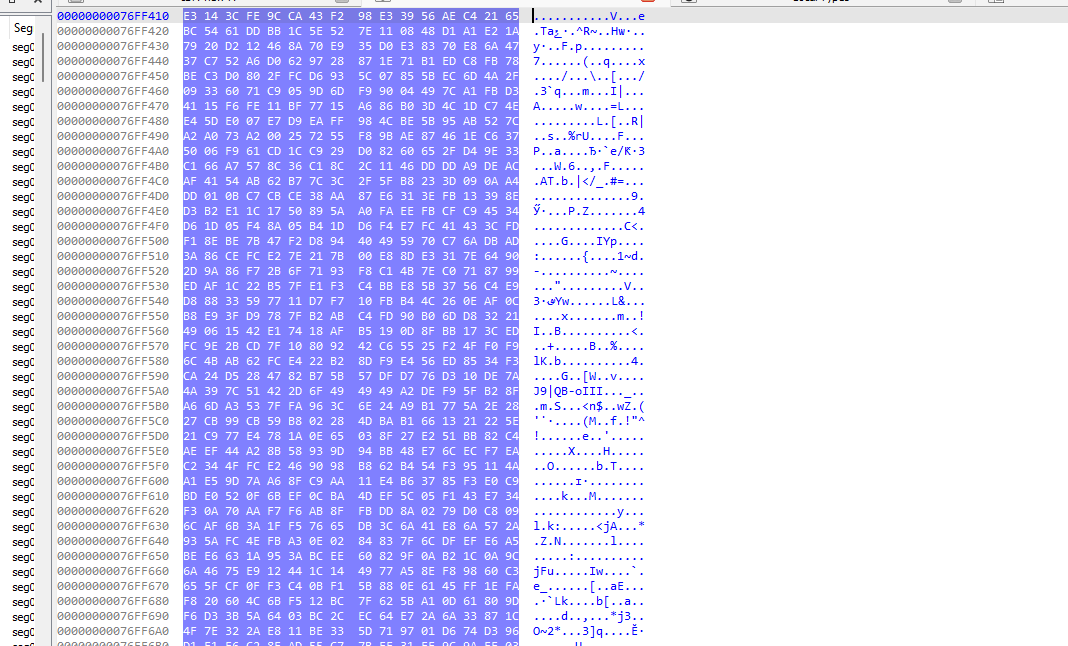 Seg
00000000076FF410 E3 14 3C FE 9C CA 43 F2 98 E3 39 56 AE C4 21 65 ...........V...e
seg0 00000000076FF420 BC 54 61 DD BB 1C 5E 52 7E 11 08 48 D1 A1 E2 1A
seg0 00000000076FF430 79 20 D2 12 46 8A 70 E9 35 D0 E3 83 70 E8 6A 47 y·..F.p.........
seg0 00000000076FF440 37 C7 52 A6 D0 62 97 28 87 1E 71 B1 ED C8 FB 78 7......(..q....x
seg0 00000000076FF450 BE C3 D0 80 2F FC D6 93 5C 07 85 5B EC 6D 4A 2F ..../...\..[.../
seg0 00000000076FF460 09 33 60 71 C9 05 9D 6D F9 90 04 49 7C A1 FB D3 .3`q...m...I|...
seg0 00000000076FF470 41 15 F6 FE 11 BF 77 15 A6 86 B0 3D 4C 1D C7 4E A.....w....=L...
seg0 00000000076FF480 E4 5D E0 07 E7 D9 EA FF 98 4C BE 5B 95 AB 52 7C .........L.[..R|
seg0 00000000076FF490 A2 A0 73 A2 00 25 72 55 F8 9B AE 87 46 1E C6 37 ..s..%rU....F...
seg0 00000000076FF4A0 50 06 F9 61 CD 1C C9 29 D0 82 60 65 2F D4 9E 33
seg0 00000000076FF4B0 C1 66 A7 57 8C 36 C1 8C 2C 11 46 DD DD A9 DE AC ...W.6..,.F.....
seg0 00000000076FF4C0 AF 41 54 AB 62 B7 7C 3C 2F 5F B8 23 3D 09 0A A4 .AT.b.|</_.#=...
seg0 00000000076FF4D0 DD 01 0B C7 CB CE 38 AA 87 E6 31 3E FB 13 39 8E ..............9.
seg0 00000000076FF4E0 D3 B2 E1 1C 17 50 89 5A A0 FA EE FB CF C9 45 34 Ӳ·...P.Z.......4
seg0 00000000076FF4F0 D6 1D 05 F4 8A 05 B4 1D D6 F4 E7 FC 41 43 3C FD .............C<.
seg0 00000000076FF500 F1 8E BE 7B 47 F2 D8 94 40 49 59 70 C7 6A DB AD ....G....IYp....
seg0 00000000076FF510 3A 86 CE FC E2 7E 21 7B 00 E8 8D E3 31 7E 64 90 :......{....1~d.
seg0 00000000076FF520 2D 9A 86 F7 2B 6F 71 93 F8 C1 4B 7E C0 71 87 99 -..........~....
seg0 00000000076FF530 ED AF 1C 22 B5 7F E1 F3 C4 BB E8 5B 37 56 C4 E9 ...".........V..
seg0 00000000076FF540 D8 88 33 59 77 11 D7 F7 10 FB B4 4C 26 0E AF 0C
seg0 00000000076FF550 B8 E9 3F D9 78 7F B2 AB C4 FD 90 B0 6D D8 32 21 ....x.......m..!
seg0 00000000076FF560 49 06 15 42 E1 74 18 AF B5 19 0D 8F BB 17 3C ED I..B..........<.
seg0 00000000076FF570 FC 9E 2B CD 7F 10 80 92 42 C6 55 25 F2 4F F0 F9 ..+.....B..%....
seg0 00000000076FF580 6C 4B AB 62 FC E4 22 B2 8D F9 E4 56 ED 85 34 F3 lK.b..........4.
seg0 00000000076FF590 CA 24 D5 28 47 82 B7 5B 57 DF D7 76 D3 10 DE 7A ....G..[W..v....
seg0 00000000076FF5A0 4A 39 7C 51 42 2D 6F 49 49 49 A2 DE F9 5F B2 8F J9|QB-oIII..._..
seg0 00000000076FF5B0 A6 6D A3 53 7F FA 96 3C 6E 24 A9 B1 77 5A 2E 28 .m.S...<n$..wZ.(
seg0 00000000076FF5C0 27 CB 99 CB 59 B8 02 28 4D BA B1 66 13 21 22 5E
seg0 00000000076FF5D0 21 C9 77 E4 78 1A 0E 65 03 8F 27 E2 51 BB 82 C4 !......e..'.....
seg0 00000000076FF5E0 AE EF 44 A2 8B 58 93 9D 94 BB 48 E7 6C EC F7 EA .....X....H.....
seg0 00000000076FF5F0 C2 34 4F FC E2 46 90 98 B8 62 B4 54 F3 95 11 4A ..O......b.T....
seg0 00000000076FF600 A1 E5 9D 7A A6 8F C9 AA 11 E4 B6 37 85 F3 E0 C9
seg0 00000000076FF610 BD E0 52 0F 6B EF 0C BA 4D EF 5C 05 F1 43 E7 34 ....k...M.......
seg0 00000000076FF620 F3 0A 70 AA F7 F6 AB 8F FB DD 8A 02 79 D0 C8 09 ............y...
seg0 00000000076FF630 6C AF 6B 3A 1F F5 76 65 DB 3C 6A 41 E8 6A 57 2A l.k:.....<jA...*
seg0 00000000076FF640 93 5A FC 4E FB A3 0E 02 84 83 7F 6C DF EF E6 A5 .Z.N.......l....
seg0 00000000076FF650 BE E6 63 1A 95 3A BC EE 60 82 9F 0A B2 1C 0A 9C .....:..........
seg0 00000000076FF660 6A 46 75 E9 12 44 1C 14 49 77 A5 8E F8 98 60 C3 jFu.....Iw....`.
seg0 00000000076FF670 65 5F CF 0F F3 C4 0B F1 5B 88 0E 61 45 FF 1E FA e_......[..aE...
seg0 00000000076FF680 F8 20 60 4C 6B F5 12 BC 7F 62 5B A1 0D 61 80 9D .·`Lk....b[..a..
seg0 00000000076FF690 F6 D3 3B 5A 64 03 BC 2C EC 64 E7 2A 6A 33 87 1C ....d..,...*j3..
seg0 00000000076FF6A0 4F 7E 32 2A E8 11 BE 33 5D 71 97 01 D6 74 D3 96